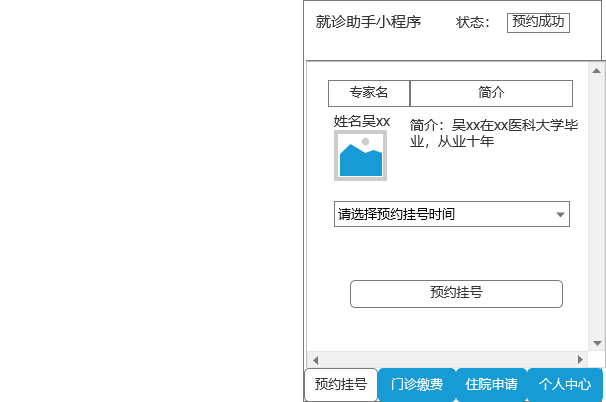 就诊助手小程序 状态： 预约成功
专家名 简介
姓名吴xx
简介：吴xx在xx医科大学毕
业，从业十年
请选择预约挂号时间
预约挂号
预约挂号 门诊缴费 住院申请 个人中心